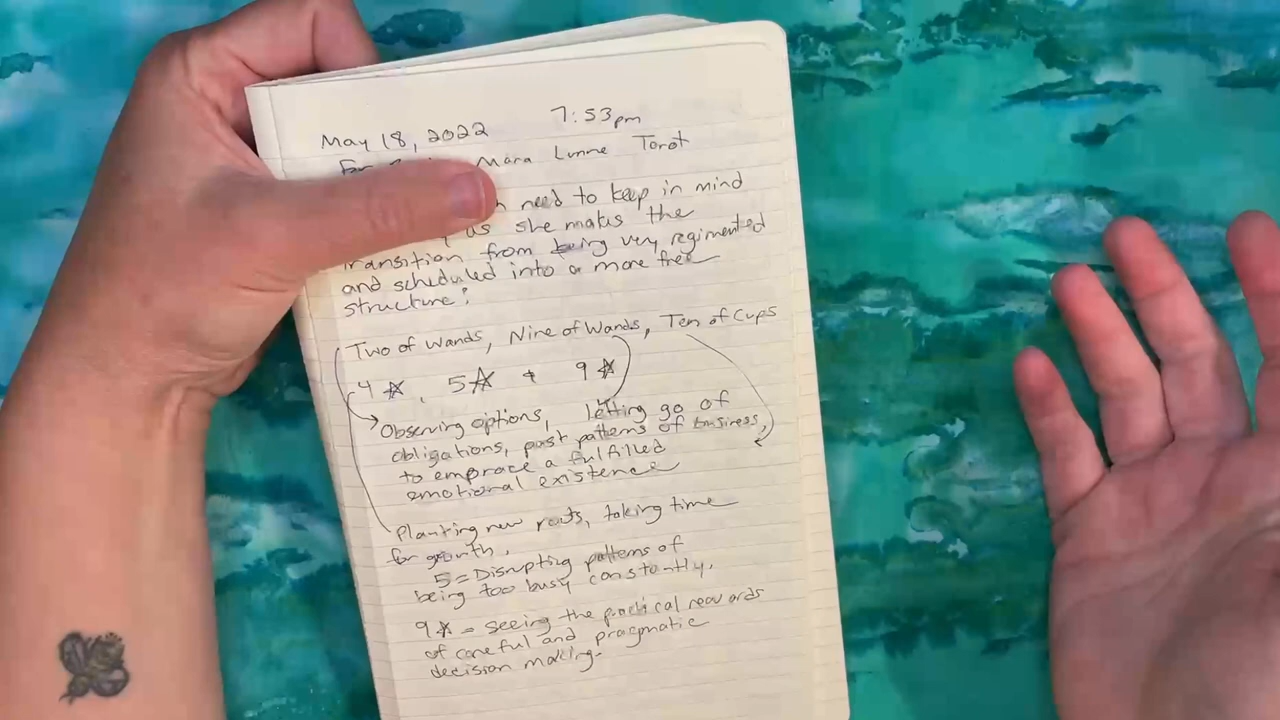 May 18, 2022 7:53pm
Mara Lynne Tarot
need to keep in mind
as she makes the
transition from being very regimented
and scheduled into a more free
structure?
Two of Wands, Nine of Wands, Ten of Cups
4☆, 5☆ + 9☆
Observing options, letting go of
obligations, past patterns of business,
to embrace a fulfilled
emotional existence
Planting new roots, taking time
for growth.
5 = Disrupting patterns of
being too busy constantly.
9☆ = seeing the practical rewards
of careful and pragmatic
decision making.